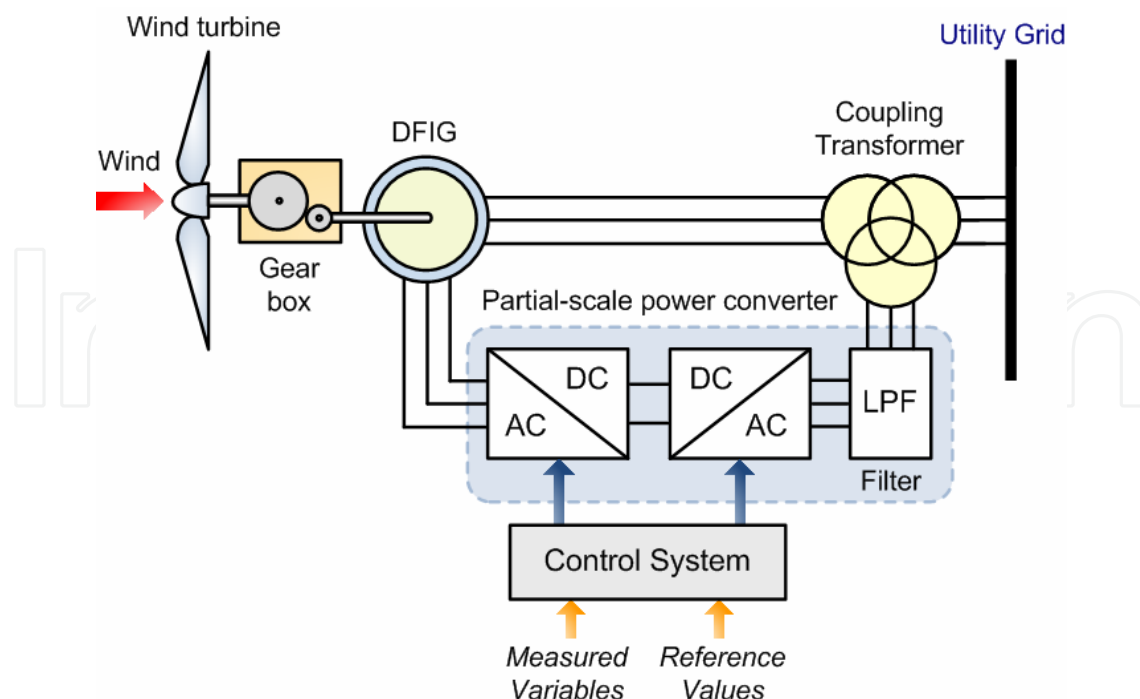 Wind turbine
Utility Grid
Coupling
Transformer
DFIG
Wind
Gear
box
Partial-scale power converter
DC
AC
DC
AC
LPF
Filter
Control System
Measured
Variables
Reference
Values